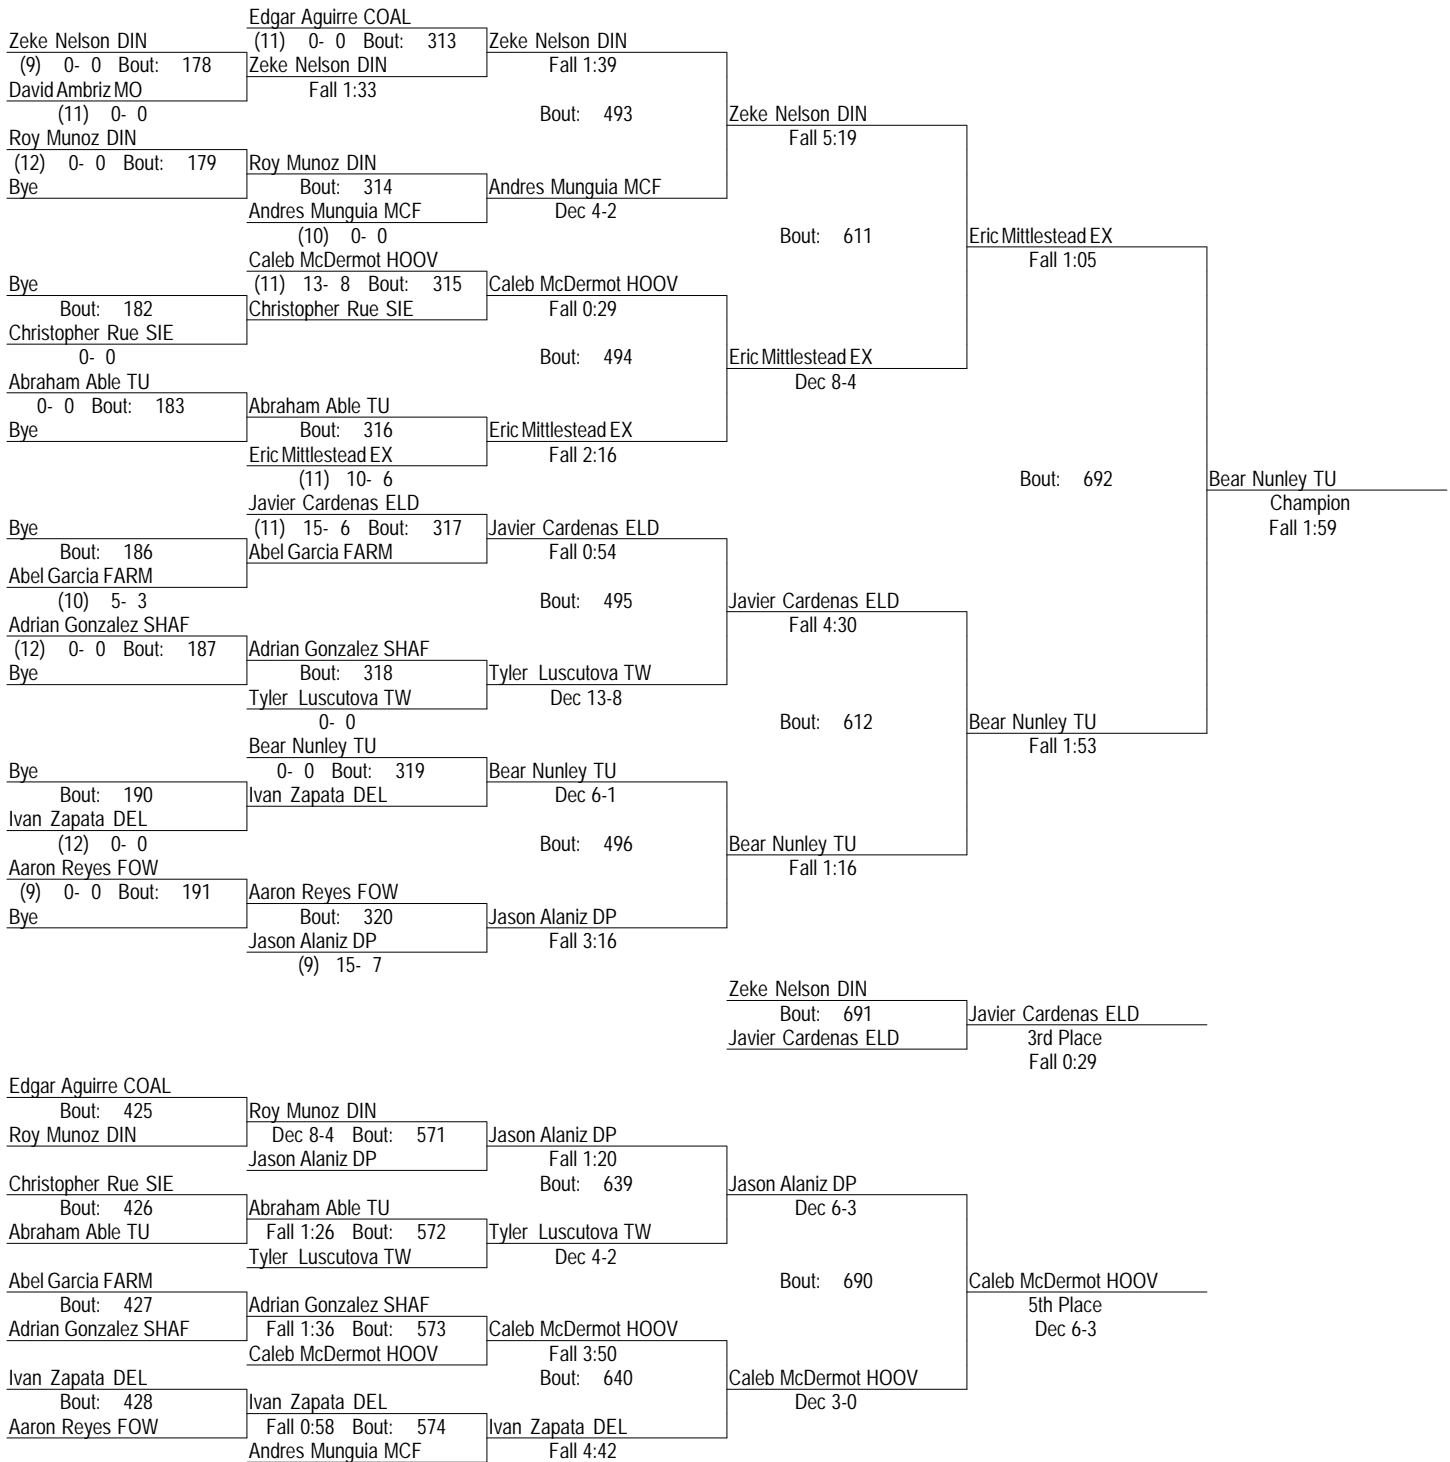 Edgar Aguirre COAL
Zeke Nelson DIN (11) 0- 0 Bout: 313 Zeke Nelson DIN
(9) 0- 0 Bout: 178 Zeke Nelson DIN Fall 1:39
David Ambriz MO Fall 1:33
(11) 0- 0 Bout: 493 Zeke Nelson DIN
Roy Munoz DIN Fall 5:19
(12) 0- 0 Bout: 179 Roy Munoz DIN
Bye Bout: 314 Andres Munguia MCF
Andres Munguia MCF Dec 4-2
(10) 0- 0 Bout: 611 Eric Mittlestead EX
Caleb McDermot HOOV Fall 1:05
Bye (11) 13- 8 Bout: 315 Caleb McDermot HOOV
Bout: 182 Christopher Rue SIE Fall 0:29
Christopher Rue SIE
0- 0 Bout: 494 Eric Mittlestead EX
Abraham Able TU Dec 8-4
0- 0 Bout: 183 Abraham Able TU
Bye Bout: 316 Eric Mittlestead EX
Eric Mittlestead EX Fall 2:16
(11) 10- 6 Bout: 692 Bear Nunley TU
Javier Cardenas ELD Champion
Bye (11) 15- 6 Bout: 317 Javier Cardenas ELD Fall 1:59
Bout: 186 Abel Garcia FARM Fall 0:54
Abel Garcia FARM
(10) 5- 3 Bout: 495 Javier Cardenas ELD
Adrian Gonzalez SHAF Fall 4:30
(12) 0- 0 Bout: 187 Adrian Gonzalez SHAF
Bye Bout: 318 Tyler Luscutova TW
Tyler Luscutova TW Dec 13-8
0- 0 Bout: 612 Bear Nunley TU
Bear Nunley TU Fall 1:53
Bye 0- 0 Bout: 319 Bear Nunley TU
Bout: 190 Ivan Zapata DEL Dec 6-1
Ivan Zapata DEL
(12) 0- 0 Bout: 496 Bear Nunley TU
Aaron Reyes FOW Fall 1:16
(9) 0- 0 Bout: 191 Aaron Reyes FOW
Bye Bout: 320 Jason Alaniz DP
Jason Alaniz DP Fall 3:16
(9) 15- 7
Zeke Nelson DIN
Bout: 691 Javier Cardenas ELD
Javier Cardenas ELD 3rd Place
Fall 0:29
Edgar Aguirre COAL
Bout: 425 Roy Munoz DIN
Roy Munoz DIN Dec 8-4 Bout: 571 Jason Alaniz DP
Jason Alaniz DP Fall 1:20
Christopher Rue SIE Bout: 639 Jason Alaniz DP
Bout: 426 Abraham Able TU Dec 6-3
Abraham Able TU Fall 1:26 Bout: 572 Tyler Luscutova TW
Tyler Luscutova TW Dec 4-2
Abel Garcia FARM Bout: 690 Caleb McDermot HOOV
Bout: 427 Adrian Gonzalez SHAF 5th Place
Adrian Gonzalez SHAF Fall 1:36 Bout: 573 Caleb McDermot HOOV Dec 6-3
Caleb McDermot HOOV Fall 3:50
Ivan Zapata DEL Bout: 640 Caleb McDermot HOOV
Bout: 428 Ivan Zapata DEL Dec 3-0
Aaron Reyes FOW Fall 0:58 Bout: 574 Ivan Zapata DEL
Andres Munguia MCF Fall 4:42